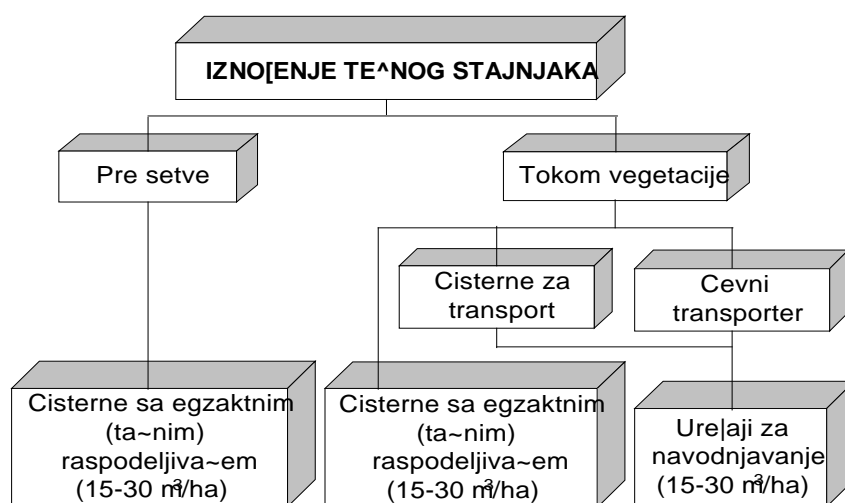 IZNO[ENJE TE^NOG STAJNJAKA
Pre setve
Tokom vegetacije
Cisterne za
transport
Cevni
transporter
Cisterne sa egzaktnim
(ta~nim)
raspodeljiva~em
(15-30 m³/ha)
Cisterne sa egzaktnim
(ta~nim)
raspodeljiva~em
(15-30 m³/ha)
Ure|aji za
navodnjavanje
(15-30 m³/ha)